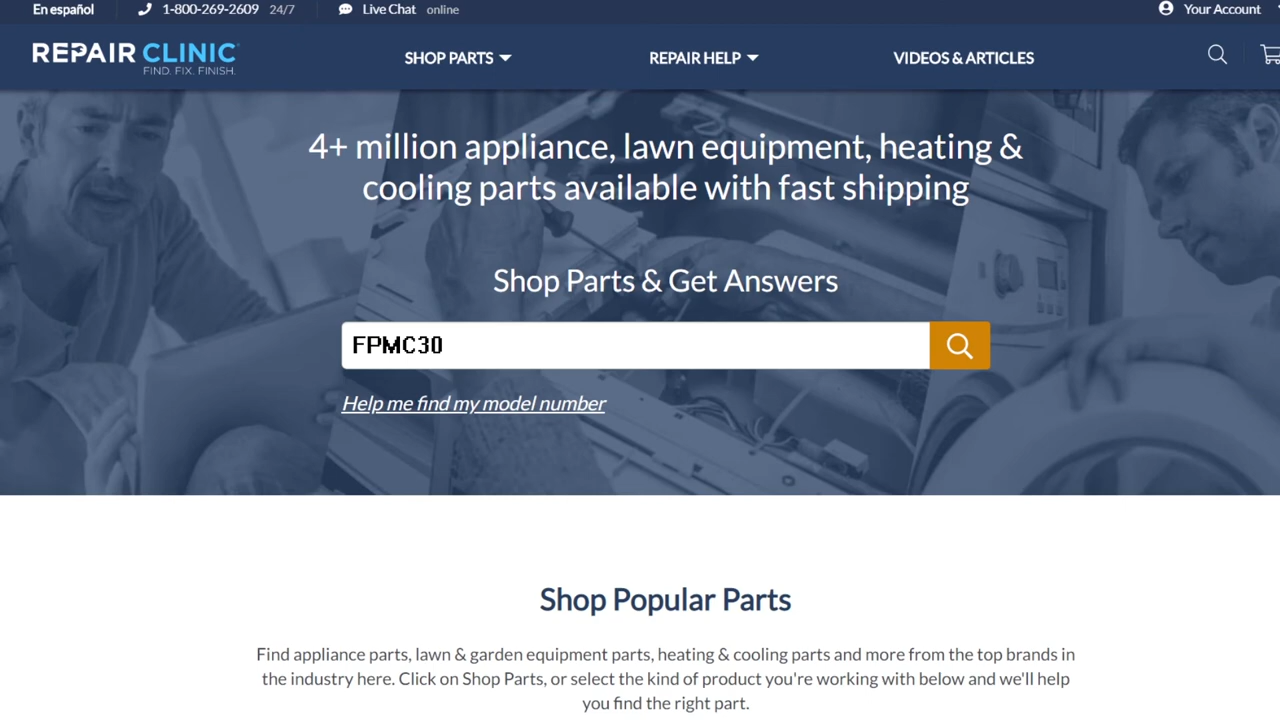 En español 1-800-269-2609 24/7 Live Chat online Your Account
REPAIR CLINIC
FIND. FIX. FINISH.
SHOP PARTS REPAIR HELP VIDEOS & ARTICLES
4+ million appliance, lawn equipment, heating &
cooling parts available with fast shipping
Shop Parts & Get Answers
FPMC30
Help me find my model number
Shop Popular Parts
Find appliance parts, lawn & garden equipment parts, heating & cooling parts and more from the top brands in
the industry here. Click on Shop Parts, or select the kind of product you're working with below and we'll help
you find the right part.